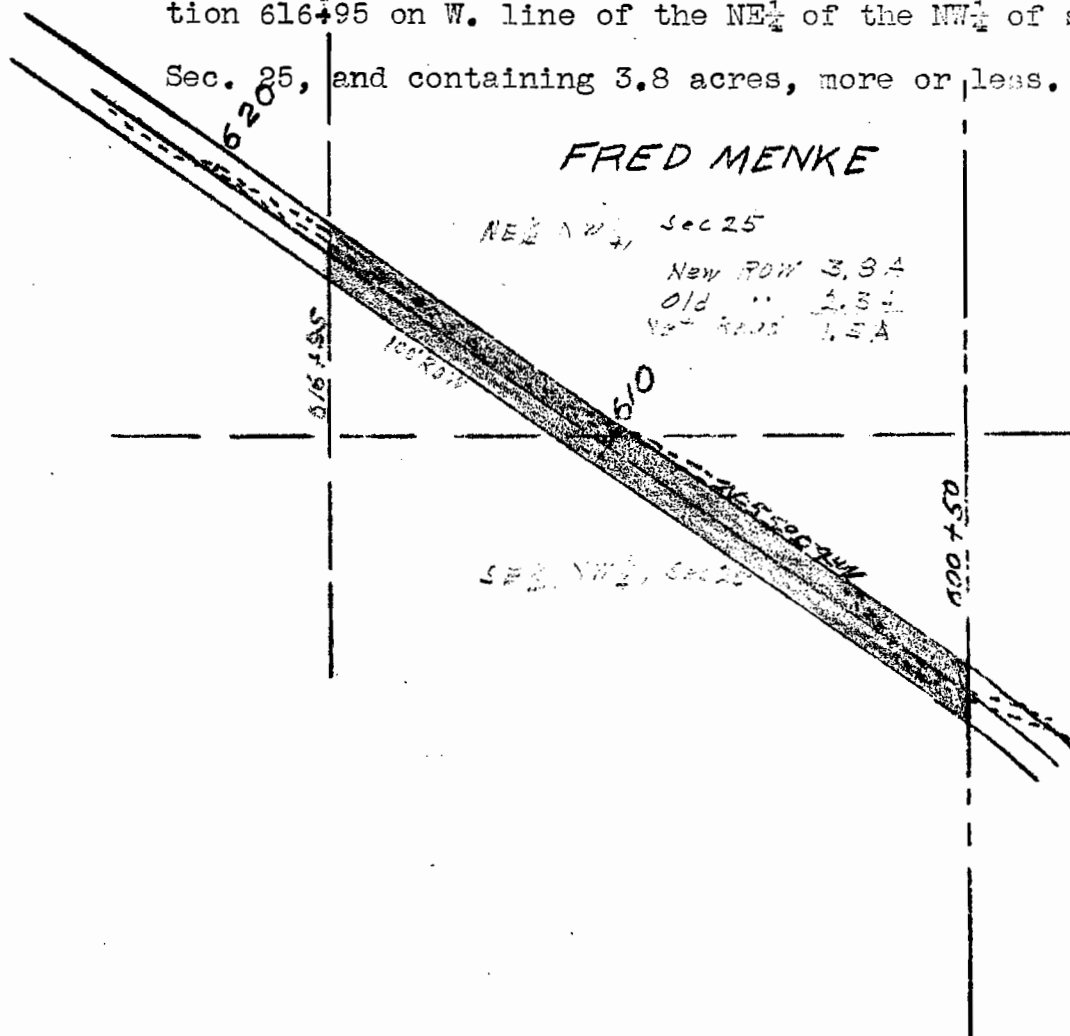 tion 616+95 on W. line of the NE¼ of the NW¼ of
Sec. 25, and containing 3.8 acres, more or less.
620
FRED MENKE
NE¼ NW¼, Sec 25
New ROW 3.8 A
Old ''
616+95
100' ROW
610
600+50
SE¼ NW¼, Sec 25